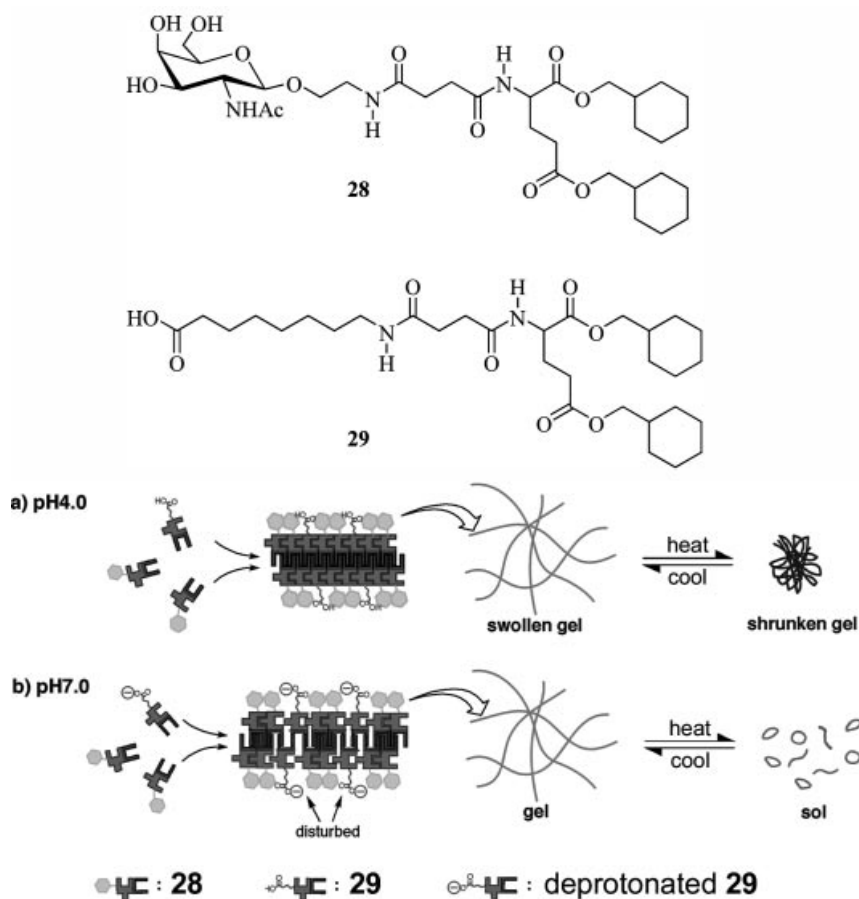 OH OH
O
HO
O
NHAc
N
H
O
O
H
N
O
O
O
O
28
HO
O
N
H
O
O
H
N
O
O
O
O
29
a) pH4.0
HO
swollen gel
heat
cool
shrunken gel
b) pH7.0
disturbed
gel
heat
cool
sol
: 28 : 29 : deprotonated 29